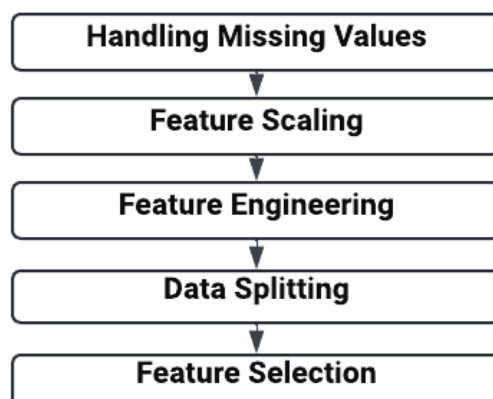 Handling Missing Values
Feature Scaling
Feature Engineering
Data Splitting
Feature Selection